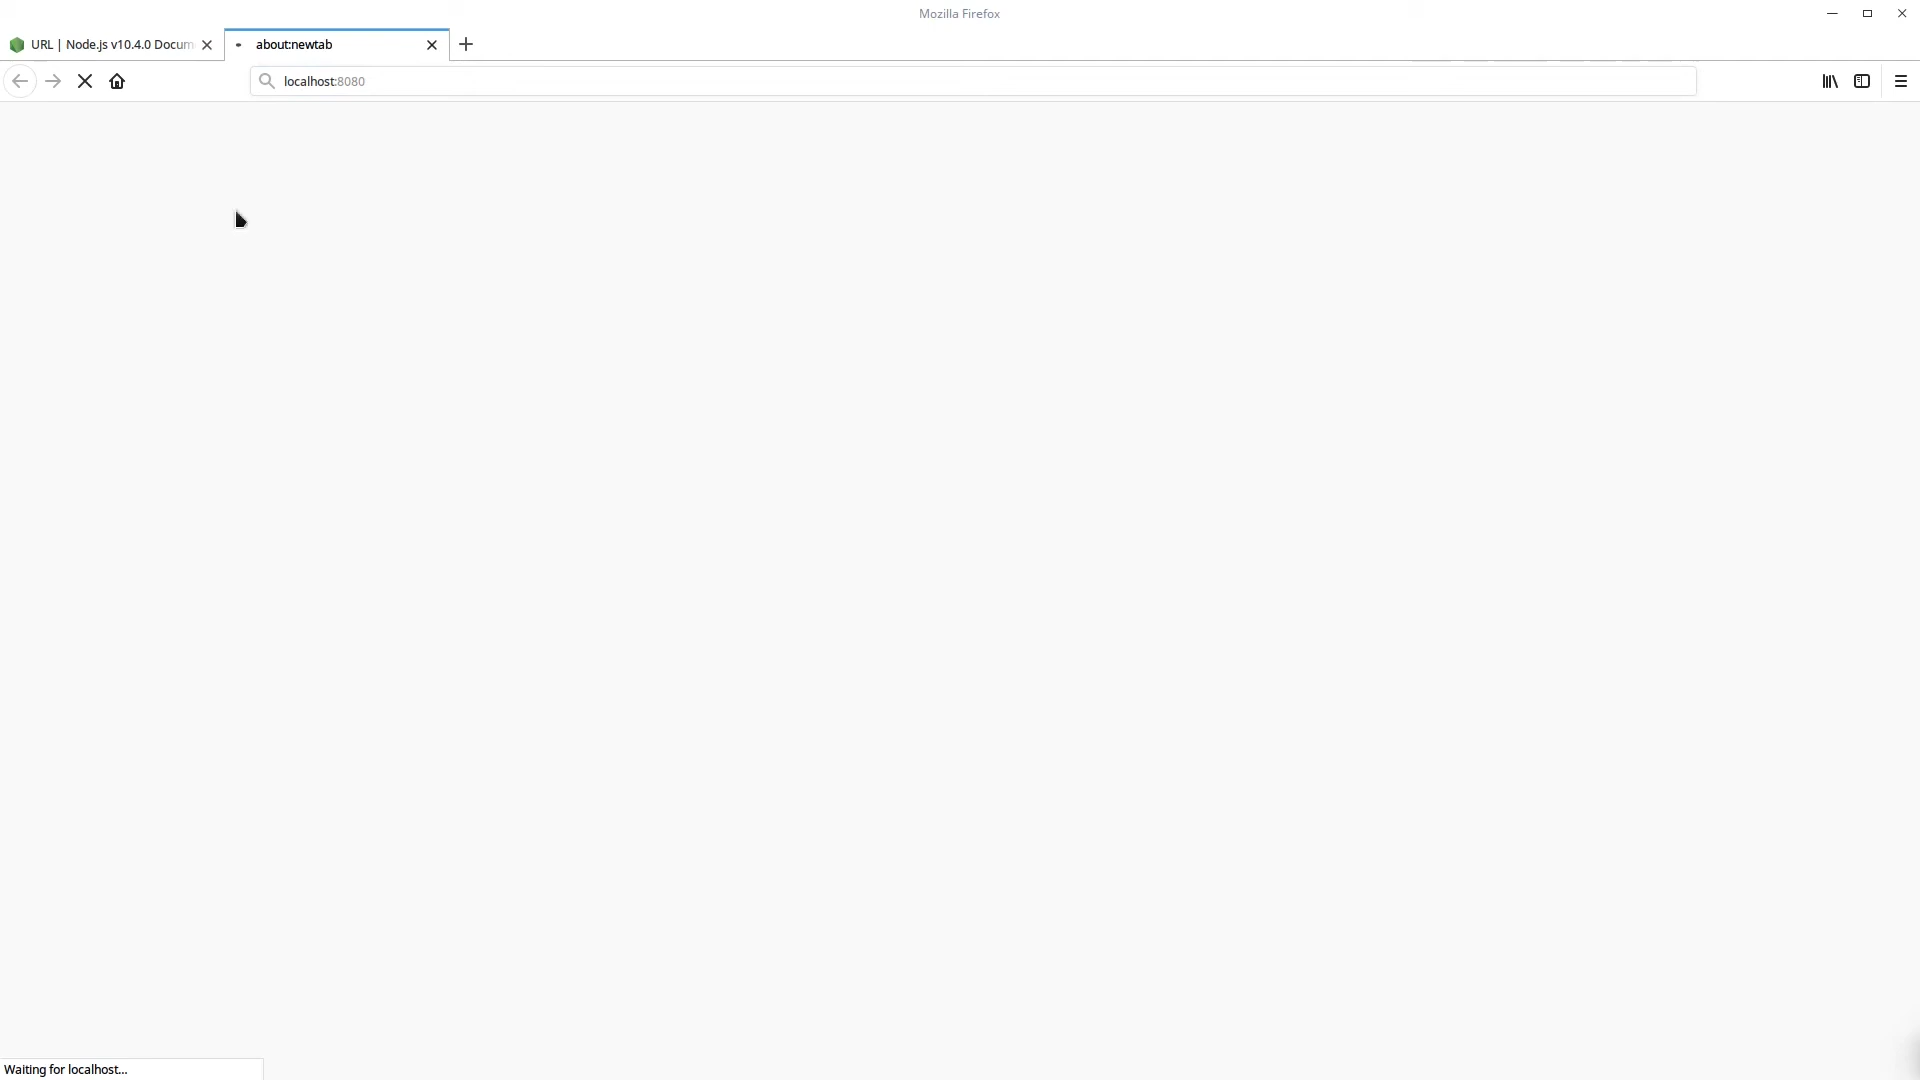 Mozilla Firefox
URL | Node.js v10.4.0 Docum
about:newtab
localhost:8080
Waiting for localhost...